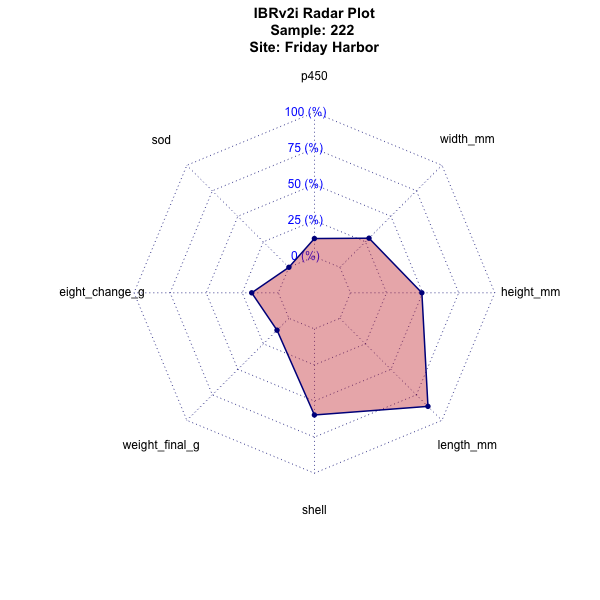 IBRv2i Radar Plot
Sample: 222
Site: Friday Harbor
p450
100 (%)
sod
width_mm
75 (%)
50 (%)
25 (%)
0 (%)
eight_change_g
height_mm
weight_final_g
length_mm
shell